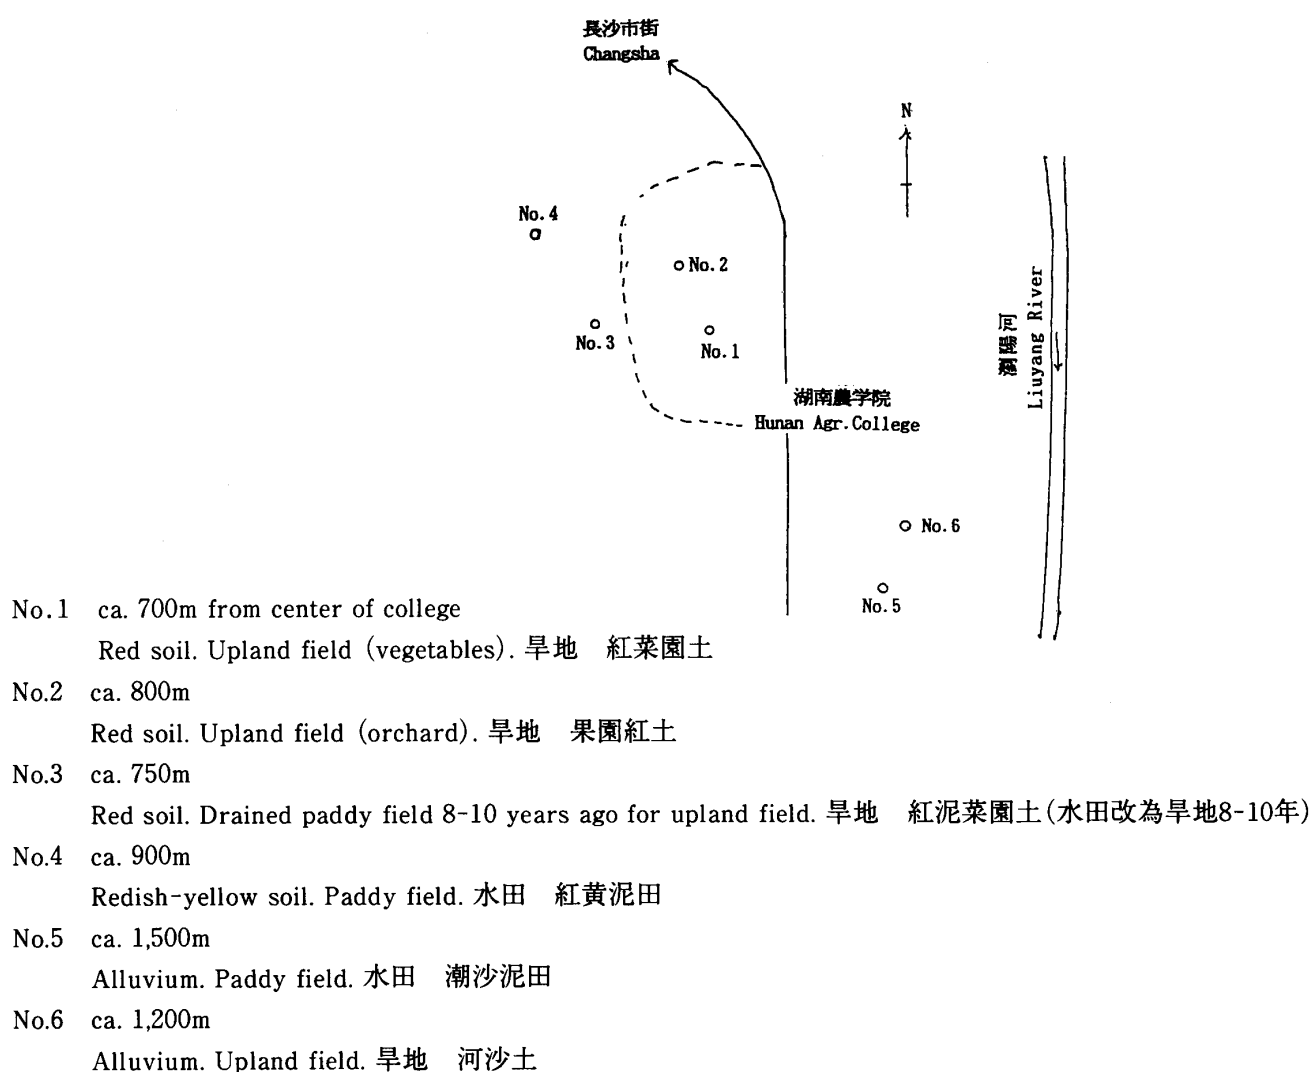 長沙市街
Changsha
N
No.4
No.2
No.3
No.1
瀏陽河
Liuyang River
湖南農学院
Hunan Agr.College
No.6
No.5
No.1 ca. 700m from center of college
Red soil. Upland field (vegetables). 旱地 紅菜園土
No.2 ca. 800m
Red soil. Upland field (orchard). 旱地 果園紅土
No.3 ca. 750m
Red soil. Drained paddy field 8-10 years ago for upland field. 旱地 紅泥菜園土(水田改為旱地8-10年)
No.4 ca. 900m
Redish-yellow soil. Paddy field. 水田 紅黄泥田
No.5 ca. 1,500m
Alluvium. Paddy field. 水田 潮沙泥田
No.6 ca. 1,200m
Alluvium. Upland field. 旱地 河沙土